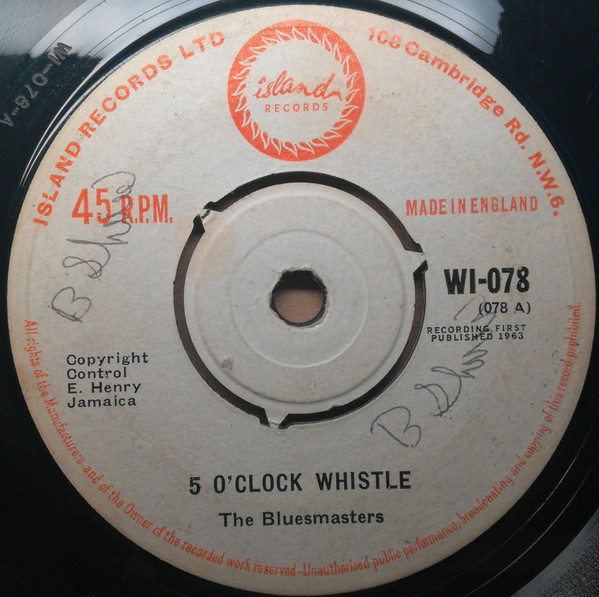 WI-078-A
ISLAND RECORDS LTD
108 Cambridge Rd. N.W.6.
island
RECORDS
45 R.P.M.
MADE IN ENGLAND
WI-078
(078 A)
RECORDING FIRST
PUBLISHED 1963
Copyright
Control
E. Henry
Jamaica
5 O'CLOCK WHISTLE
The Bluesmasters
All rights of the Manufacturers and of the Owner of the recorded work reserved-Unauthorised public performance, broadcasting and copying of this record prohibited.